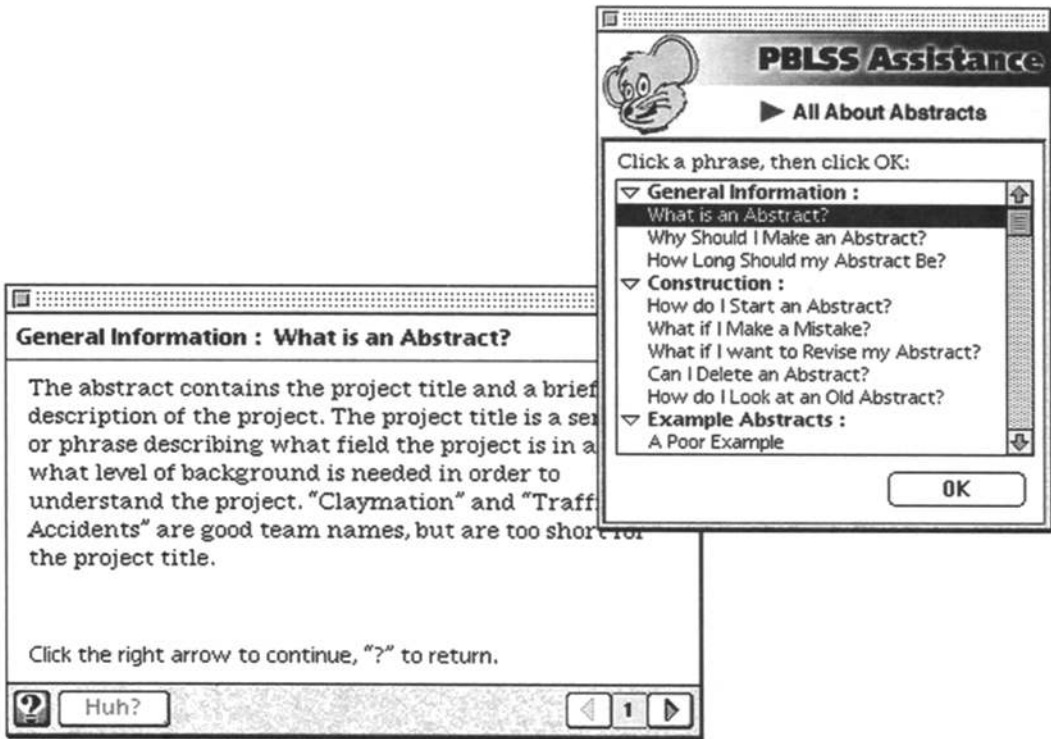 PBLSS Assistance
All About Abstracts
Click a phrase, then click OK:
General Information :
What is an Abstract?
Why Should I Make an Abstract?
How Long Should my Abstract Be?
Construction :
How do I Start an Abstract?
What if I Make a Mistake?
What if I want to Revise my Abstract?
Can I Delete an Abstract?
How do I Look at an Old Abstract?
Example Abstracts :
A Poor Example
OK
General Information : What is an Abstract?
The abstract contains the project title and a brief
description of the project. The project title is a
or phrase describing what field the project is in
what level of background is needed in order to
understand the project. “Claymation” and
Accidents” are good team names, but are too short for
the project title.
Click the right arrow to continue, “?” to return.
?
Huh?
1